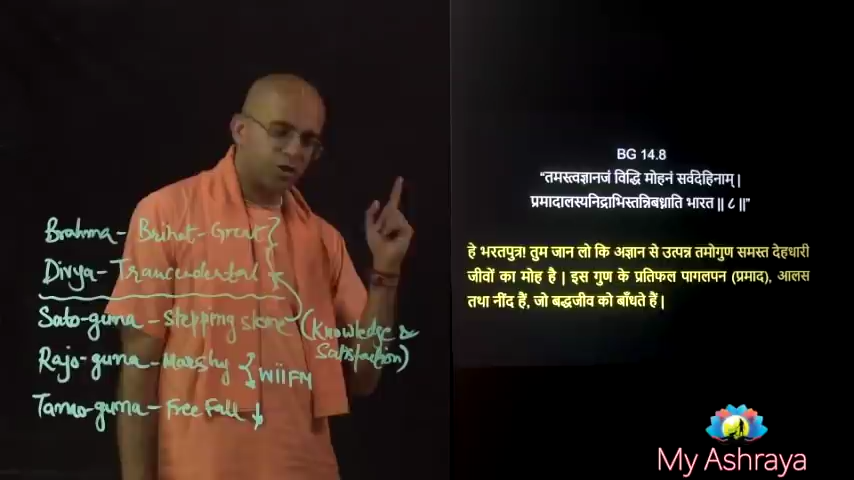 Brahma - Brihat - Great
Divya - Trancendental
Sato-guna - Stepping stone (Knowledge &
Satisfaction)
Rajo-guna - Marshy { WIIFM
Tamo-guna - Free Fall ↓
BG 14.8
“तमस्त्वज्ञानजं विद्धि मोहनं सर्वदेहिनाम् |
प्रमादालस्यनिद्राभिस्तन्निबध्नाति भारत || ८ ||”
हे भरतपुत्र! तुम जान लो कि अज्ञान से उत्पन्न तमोगुण समस्त देहधारी
जीवों का मोह है | इस गुण के प्रतिफल पागलपन (प्रमाद), आलस
तथा नींद हैं, जो बद्धजीव को बाँधते हैं |
My Ashraya